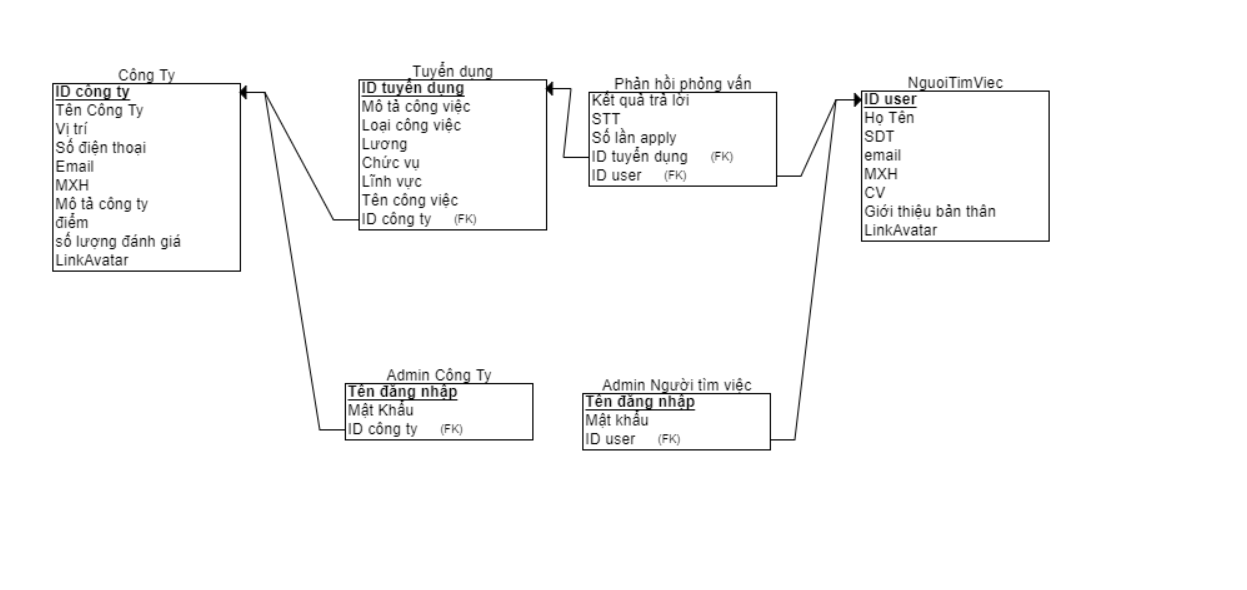 Công Ty
ID công ty
Tên Công Ty
Vị trí
Số điện thoại
Email
MXH
Mô tả công ty
điểm
số lượng đánh giá
LinkAvatar
Tuyển dụng
ID tuyển dụng
Mô tả công việc
Loại công việc
Lương
Chức vụ
Lĩnh vực
Tên công việc
ID công ty (FK)
Phản hồi phỏng vấn
Kết quả trả lời
STT
Số lần apply
ID tuyển dụng (FK)
ID user (FK)
NguoiTimViec
ID user
Họ Tên
SDT
email
MXH
CV
Giới thiệu bản thân
LinkAvatar
Admin Công Ty
Tên đăng nhập
Mật Khẩu
ID công ty (FK)
Admin Người tìm việc
Tên đăng nhập
Mật khẩu
ID user (FK)